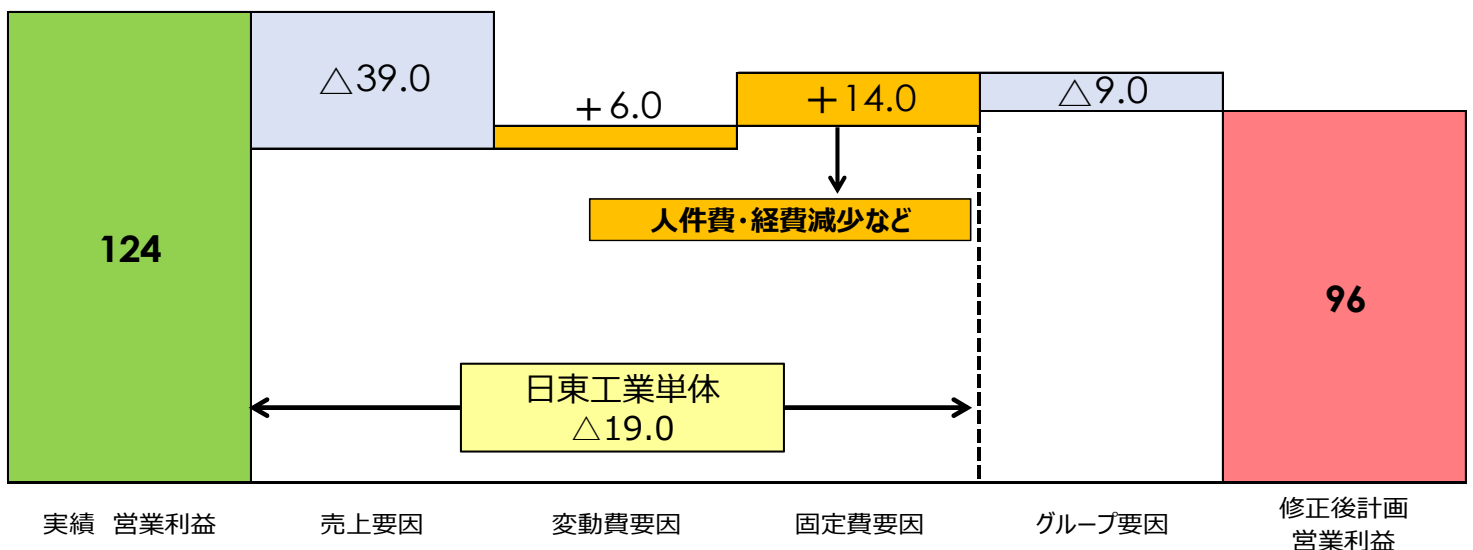 △39.0
+6.0
+14.0
△9.0
人件費・経費減少など
124
96
日東工業単体
△19.0
実績 営業利益
売上要因
変動費要因
固定費要因
グループ要因
修正後計画
営業利益